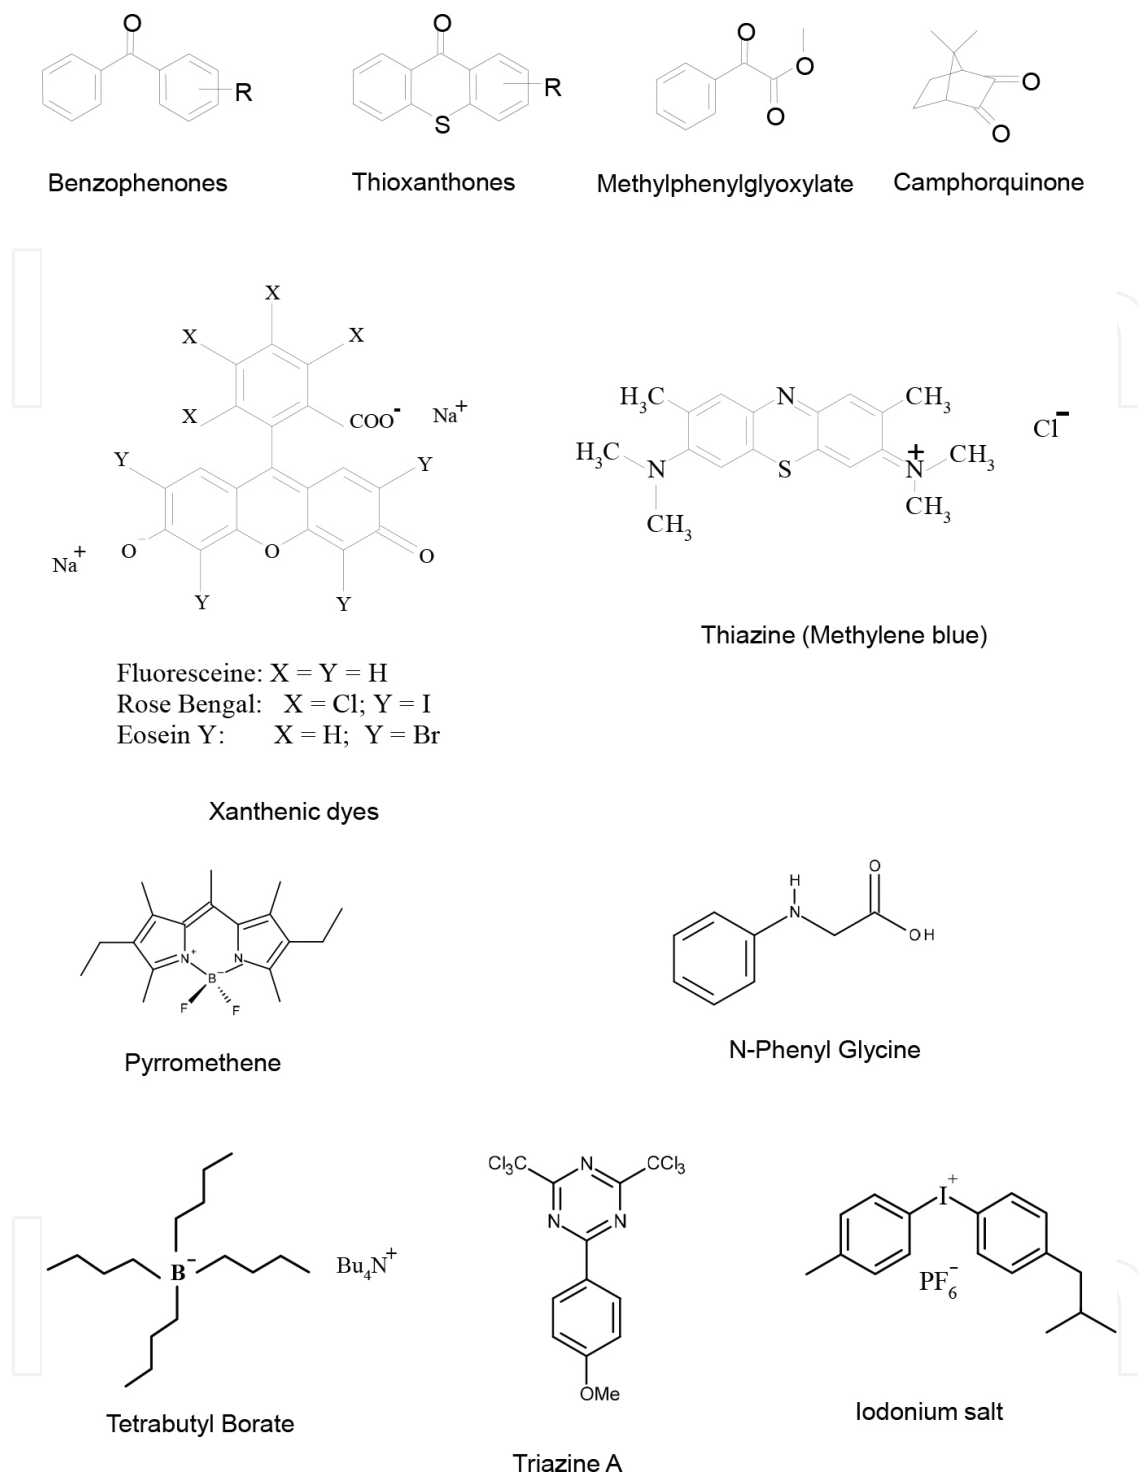 O
R
Benzophenones
O
S
R
Thioxanthones
O
O
O
Methylphenylglyoxylate
O
O
Camphorquinone
X
X
X
X
COO⁻ Na⁺
Y
Y
O⁻
O
O
Na⁺
Y
Y
Fluoresceine: X = Y = H
Rose Bengal: X = Cl; Y = I
Eosein Y: X = H; Y = Br
Xanthenic dyes
H₃C
N
CH₃
Cl⁻
H₃C
N
S
N⁺
CH₃
CH₃
CH₃
Thiazine (Methylene blue)
N⁺
N
B⁻
F
F
Pyrromethene
H
N
O
OH
N-Phenyl Glycine
B⁻
Bu₄N⁺
Tetrabutyl Borate
Cl₃C
N
CCl₃
N
N
OMe
Triazine A
I⁺
PF₆⁻
Iodonium salt